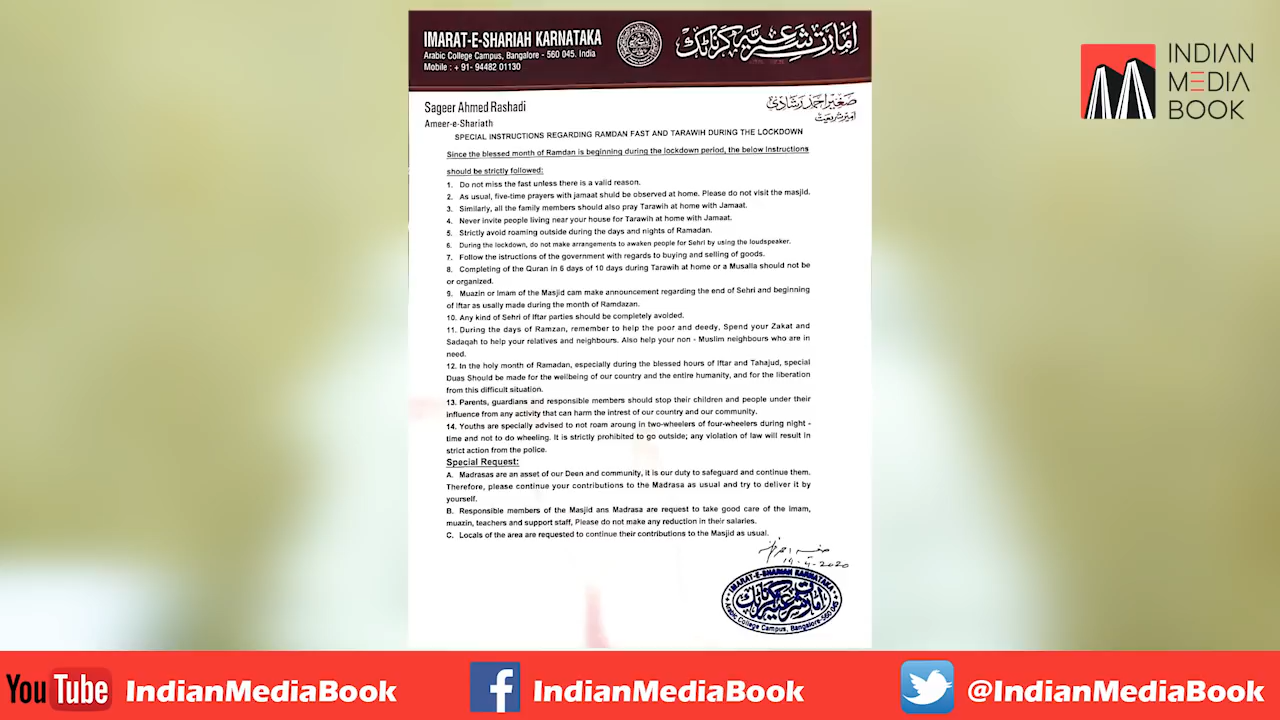 IMARAT-E-SHARIAH KARNATAKA
Arabic College Campus, Bangalore - 560 045. India
Mobile : + 91- 94482 01130
امارت شرعیہ کرناٹک
INDIAN
MEDIA
BOOK
Sageer Ahmed Rashadi
Ameer-e-Shariath
صغیر احمد رشادی
امیر شریعت
SPECIAL INSTRUCTIONS REGARDING RAMDAN FAST AND TARAWIH DURING THE LOCKDOWN
Since the blessed month of Ramdan is beginning during the lockdown period, the below Instructions
should be strictly followed:
1. Do not miss the fast unless there is a valid reason.
2. As usual, five-time prayers with jamaat shuld be observed at home. Please do not visit the masjid.
3. Similarly, all the family members should also pray Tarawih at home with Jamaat.
4. Never invite people living near your house for Tarawih at home with Jamaat.
5. Strictly avoid roaming outside during the days and nights of Ramadan.
6. During the lockdown, do not make arrangements to awaken people for Sehri by using the loudspeaker.
7. Follow the istructions of the government with regards to buying and selling of goods.
8. Completing of the Quran in 6 days of 10 days during Tarawih at home or a Musalla should not be
or organized.
9. Muazin or Imam of the Masjid cam make announcement regarding the end of Sehri and beginning
of Iftar as usally made during the month of Ramdazan.
10. Any kind of Sehri of Iftar parties should be completely avoided.
11. During the days of Ramzan, remember to help the poor and deedy, Spend your Zakat and
Sadaqah to help your relatives and neighbours. Also help your non - Muslim neighbours who are in
need.
12. In the holy month of Ramadan, especially during the blessed hours of Iftar and Tahajud, special
Duas Should be made for the wellbeing of our country and the entire humanity, and for the liberation
from this difficult situation.
13. Parents, guardians and responsible members should stop their children and people under their
influence from any activity that can harm the intrest of our country and our community.
14. Youths are specially advised to not roam aroung in two-wheelers of four-wheelers during night -
time and not to do wheeling. It is strictly prohibited to go outside; any violation of law will result in
strict action from the police.
Special Request:
A. Madrasas are an asset of our Deen and community, it is our duty to safeguard and continue them.
Therefore, please continue your contributions to the Madrasa as usual and try to deliver it by
yourself.
B. Responsible members of the Masjid ans Madrasa are request to take good care of the imam,
muazin, teachers and support staff, Please do not make any reduction in their salaries.
C. Locals of the area are requested to continue their contributions to the Masjid as usual.
IMARAT-E-SHARIAH KARNATAKA
امارت شرعیہ کرناٹک
Arabic College Campus, Bangalore-560 045.
YouTube IndianMediaBook
f IndianMediaBook
@IndianMediaBook